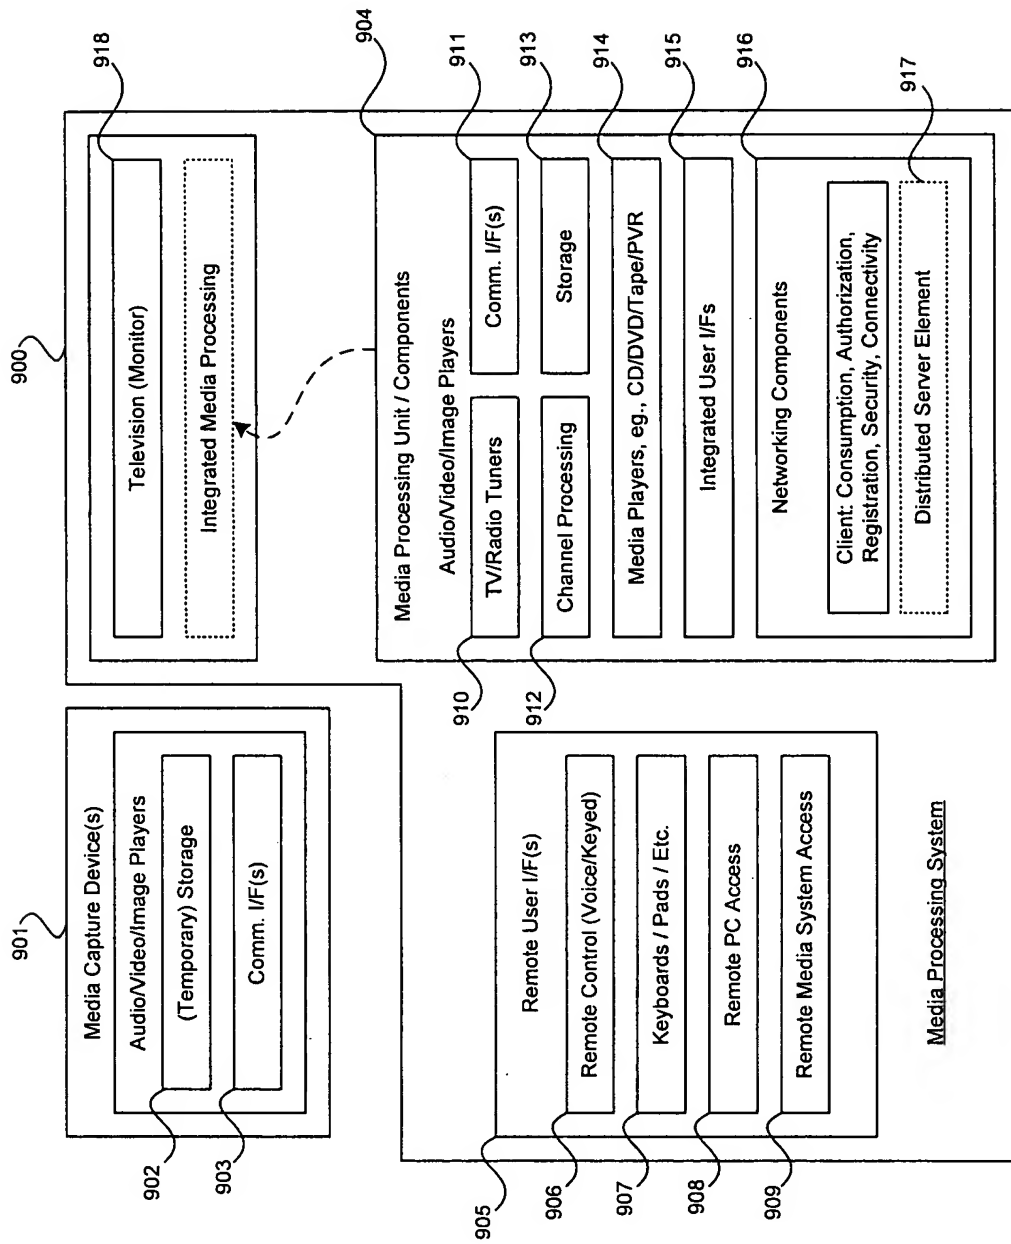 900
918
Television (Monitor)
Integrated Media Processing
904
Media Processing Unit / Components
Audio/Video/Image Players
910
TV/Radio Tuners
911
Comm. I/F(s)
912
Channel Processing
913
Storage
914
Media Players, eg., CD/DVD/Tape/PVR
915
Integrated User I/Fs
916
Networking Components
Client: Consumption, Authorization,
Registration, Security, Connectivity
917
Distributed Server Element
901
Media Capture Device(s)
Audio/Video/Image Players
902
(Temporary) Storage
903
Comm. I/F(s)
905
Remote User I/F(s)
906
Remote Control (Voice/Keyed)
907
Keyboards / Pads / Etc.
908
Remote PC Access
909
Remote Media System Access
Media Processing System